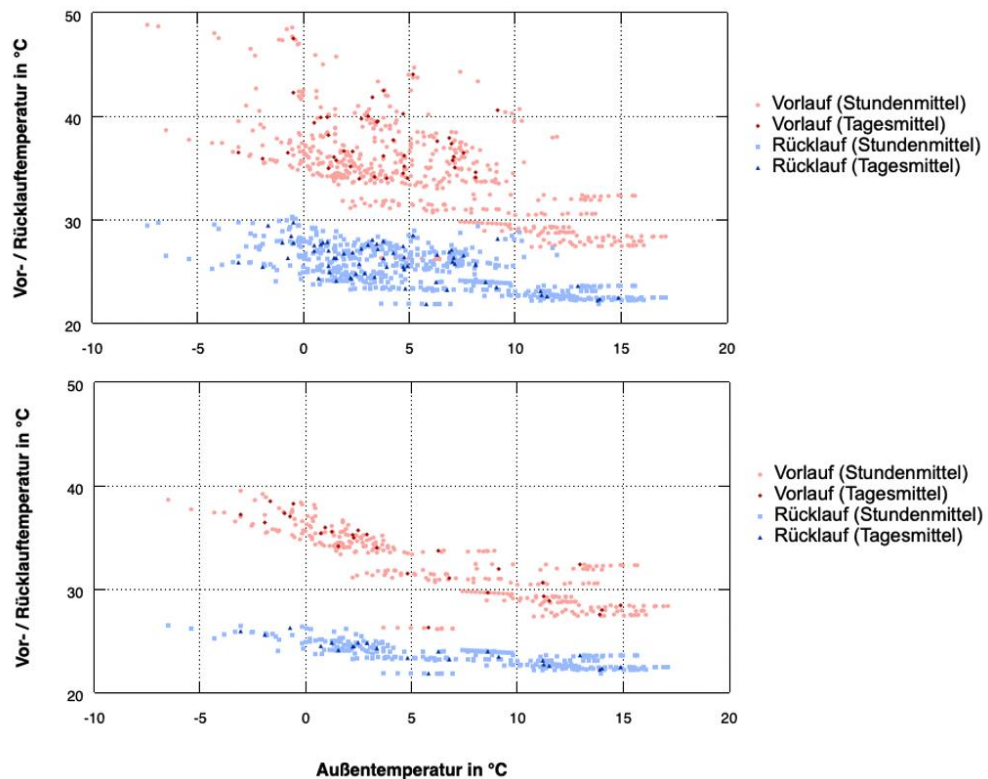 Vor- / Rücklauftemperatur in °C
50
40
30
20
-10 -5 0 5 10 15 20
Vorlauf (Stundenmittel)
Vorlauf (Tagesmittel)
Rücklauf (Stundenmittel)
Rücklauf (Tagesmittel)
Vor- / Rücklauftemperatur in °C
50
40
30
20
-10 -5 0 5 10 15 20
Vorlauf (Stundenmittel)
Vorlauf (Tagesmittel)
Rücklauf (Stundenmittel)
Rücklauf (Tagesmittel)
Außentemperatur in °C